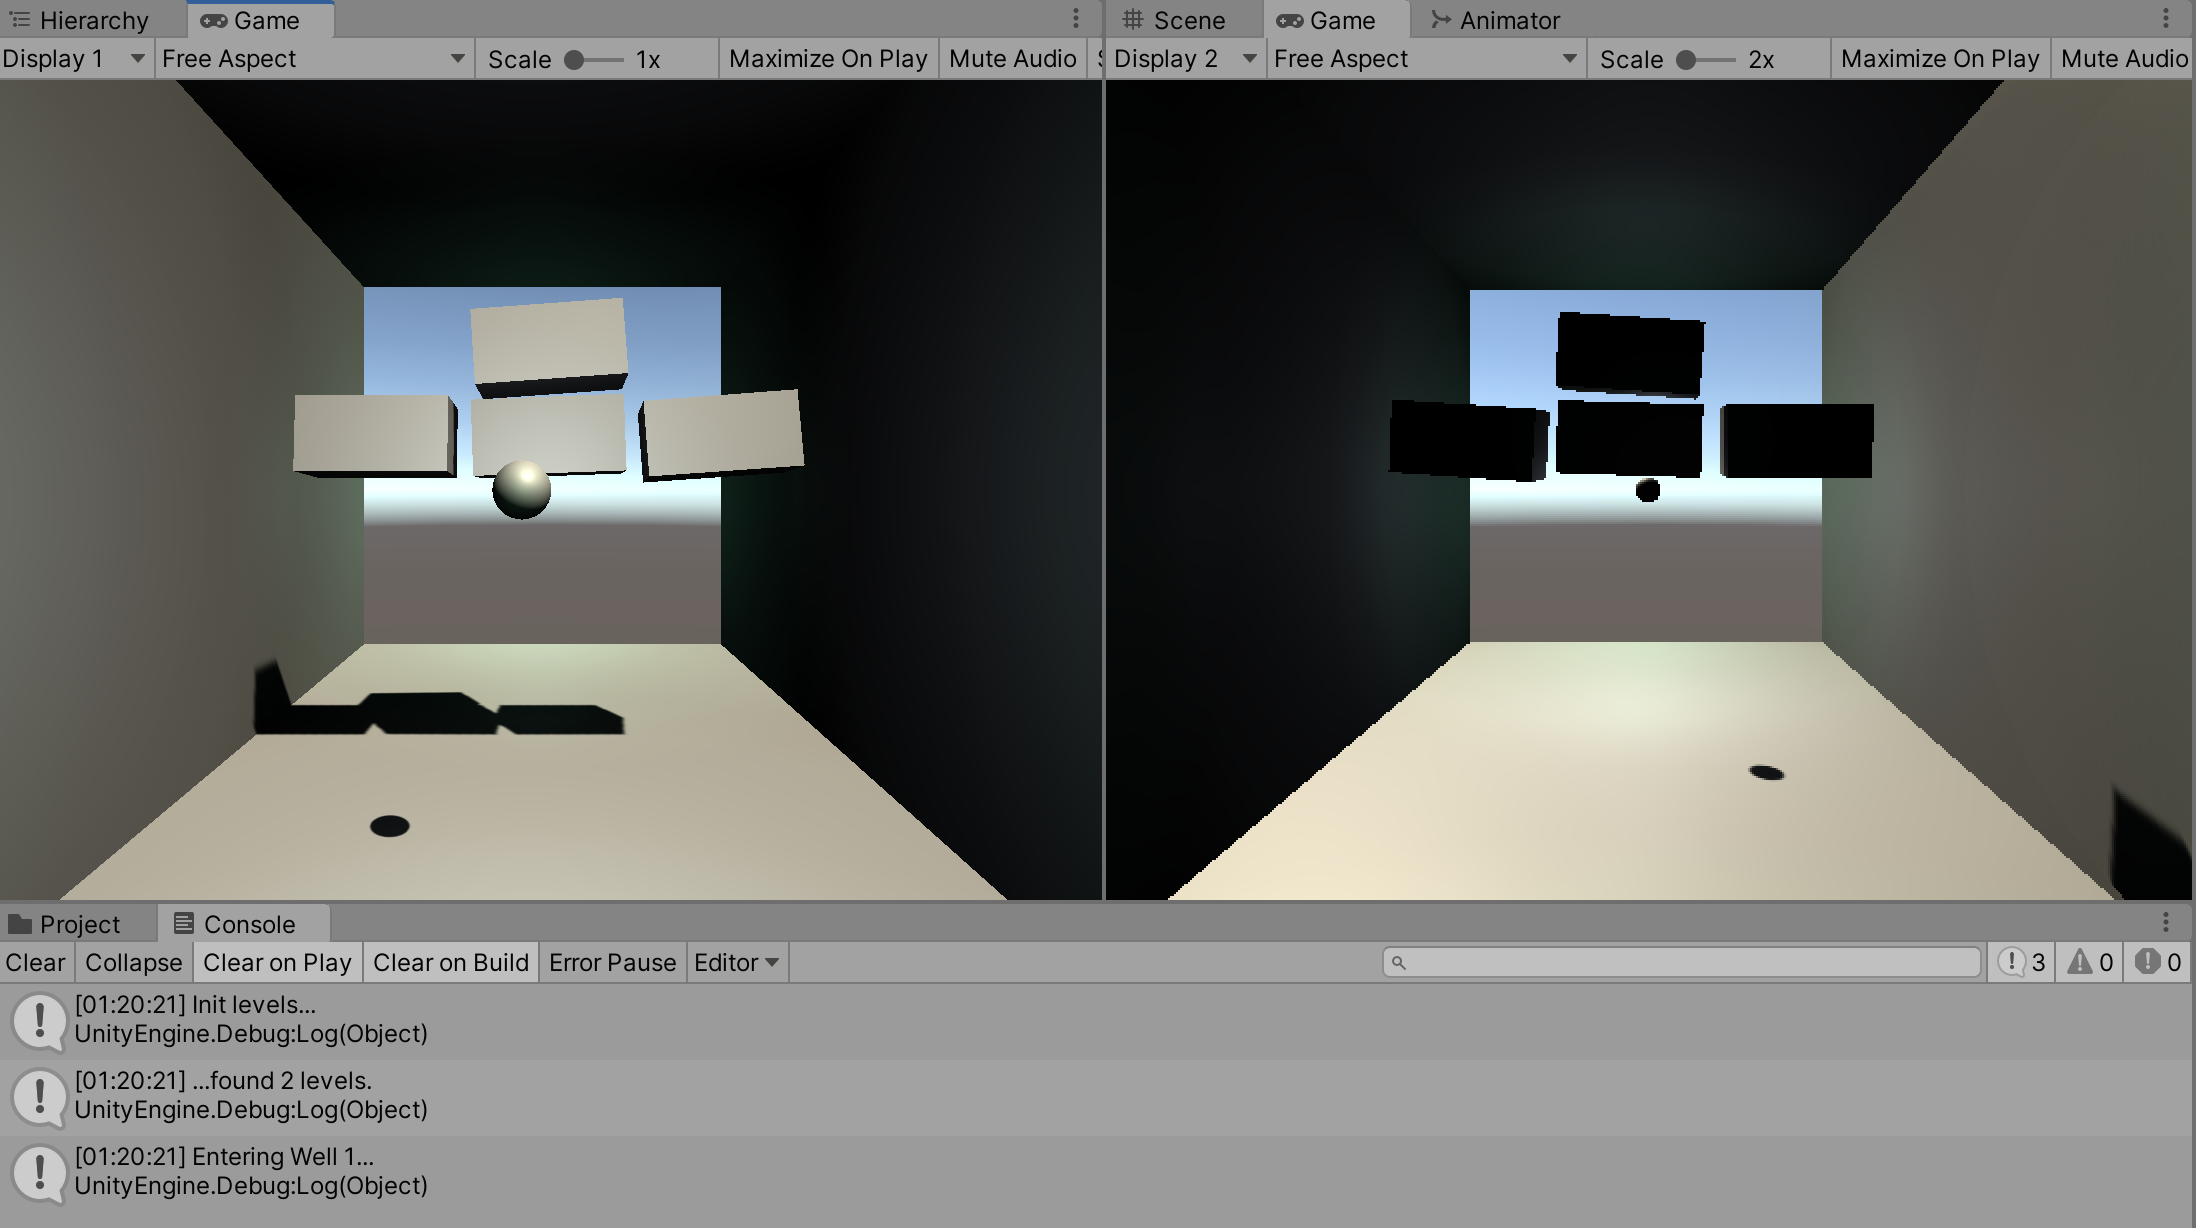 Hierarchy Game
Display 1 Free Aspect Scale 1x Maximize On Play Mute Audio
Scene Game Animator
Display 2 Free Aspect Scale 2x Maximize On Play Mute Audio
Project Console
Clear Collapse Clear on Play Clear on Build Error Pause Editor 3 0 0
[01:20:21] Init levels...
UnityEngine.Debug:Log(Object)
[01:20:21] ...found 2 levels.
UnityEngine.Debug:Log(Object)
[01:20:21] Entering Well 1...
UnityEngine.Debug:Log(Object)